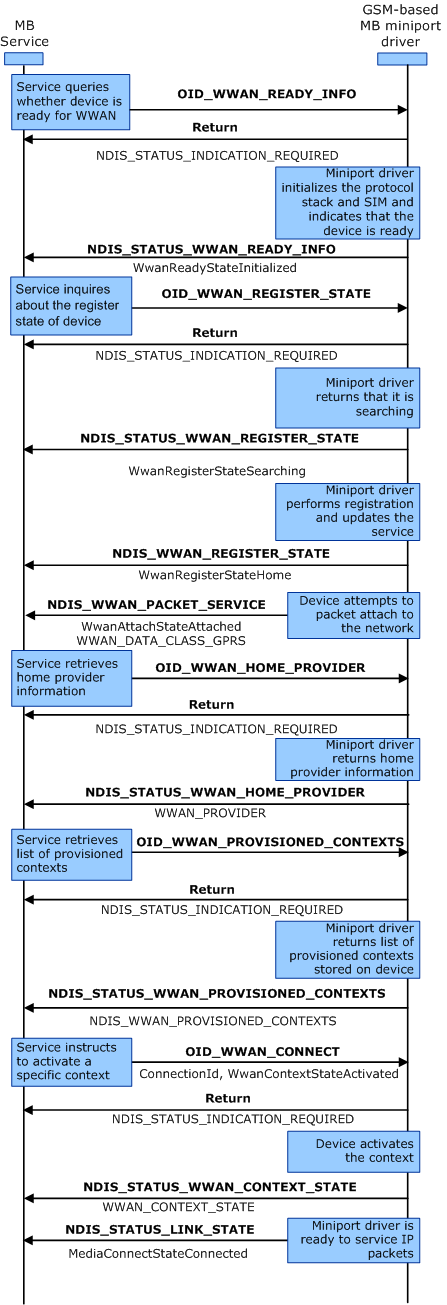 MB
Service
GSM-based
MB miniport
driver
Service queries
whether device is
ready for WWAN
OID_WWAN_READY_INFO
Return
NDIS_STATUS_INDICATION_REQUIRED
Miniport driver
initializes the protocol
stack and SIM and
indicates that the
device is ready
NDIS_STATUS_WWAN_READY_INFO
WwanReadyStateInitialized
Service inquires
about the register
state of device
OID_WWAN_REGISTER_STATE
Return
NDIS_STATUS_INDICATION_REQUIRED
Miniport driver
returns that it is
searching
NDIS_STATUS_WWAN_REGISTER_STATE
WwanRegisterStateSearching
Miniport driver
performs registration
and updates the
service
NDIS_WWAN_REGISTER_STATE
WwanRegisterStateHome
NDIS_WWAN_PACKET_SERVICE
WwanAttachStateAttached
WWAN_DATA_CLASS_GPRS
Device attempts to
packet attach to
the network
Service retrieves
home provider
information
OID_WWAN_HOME_PROVIDER
Return
NDIS_STATUS_INDICATION_REQUIRED
Miniport driver
returns home
provider information
NDIS_STATUS_WWAN_HOME_PROVIDER
WWAN_PROVIDER
Service retrieves
list of provisioned
contexts
OID_WWAN_PROVISIONED_CONTEXTS
Return
NDIS_STATUS_INDICATION_REQUIRED
Miniport driver
returns list of
provisioned contexts
stored on device
NDIS_STATUS_WWAN_PROVISIONED_CONTEXTS
NDIS_WWAN_PROVISIONED_CONTEXTS
Service instructs
to activate a
specific context
OID_WWAN_CONNECT
ConnectionId, WwanContextStateActivated
Return
NDIS_STATUS_INDICATION_REQUIRED
Device activates
the context
NDIS_STATUS_WWAN_CONTEXT_STATE
WWAN_CONTEXT_STATE
NDIS_STATUS_LINK_STATE
MediaConnectStateConnected
Miniport driver is
ready to service IP
packets